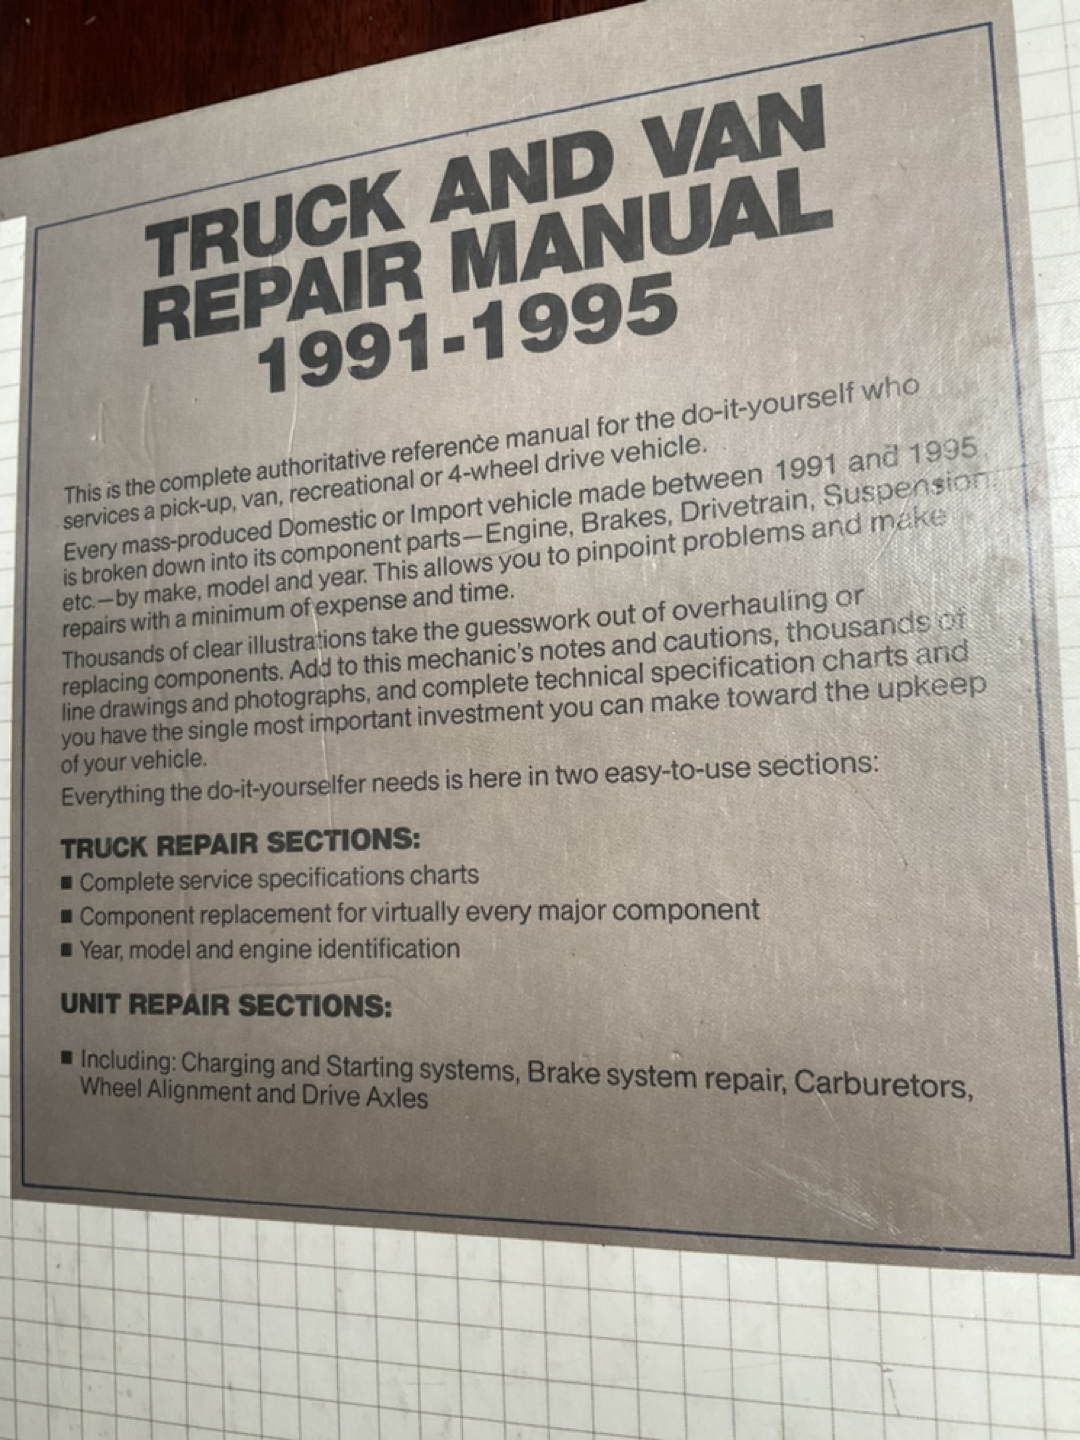 TRUCK AND VAN
REPAIR MANUAL
1991-1995
This is the complete authoritative reference manual for the do-it-yourself who
services a pick-up, van, recreational or 4-wheel drive vehicle.
Every mass-produced Domestic or Import vehicle made between 1991 and 1995
is broken down into its component parts—Engine, Brakes, Drivetrain, Suspension
etc.—by make, model and year. This allows you to pinpoint problems and make
repairs with a minimum of expense and time.
Thousands of clear illustrations take the guesswork out of overhauling or
replacing components. Add to this mechanic's notes and cautions, thousands of
line drawings and photographs, and complete technical specification charts and
you have the single most important investment you can make toward the upkeep
of your vehicle.
Everything the do-it-yourselfer needs is here in two easy-to-use sections:
TRUCK REPAIR SECTIONS:
■ Complete service specifications charts
■ Component replacement for virtually every major component
■ Year, model and engine identification
UNIT REPAIR SECTIONS:
■ Including: Charging and Starting systems, Brake system repair, Carburetors,
Wheel Alignment and Drive Axles